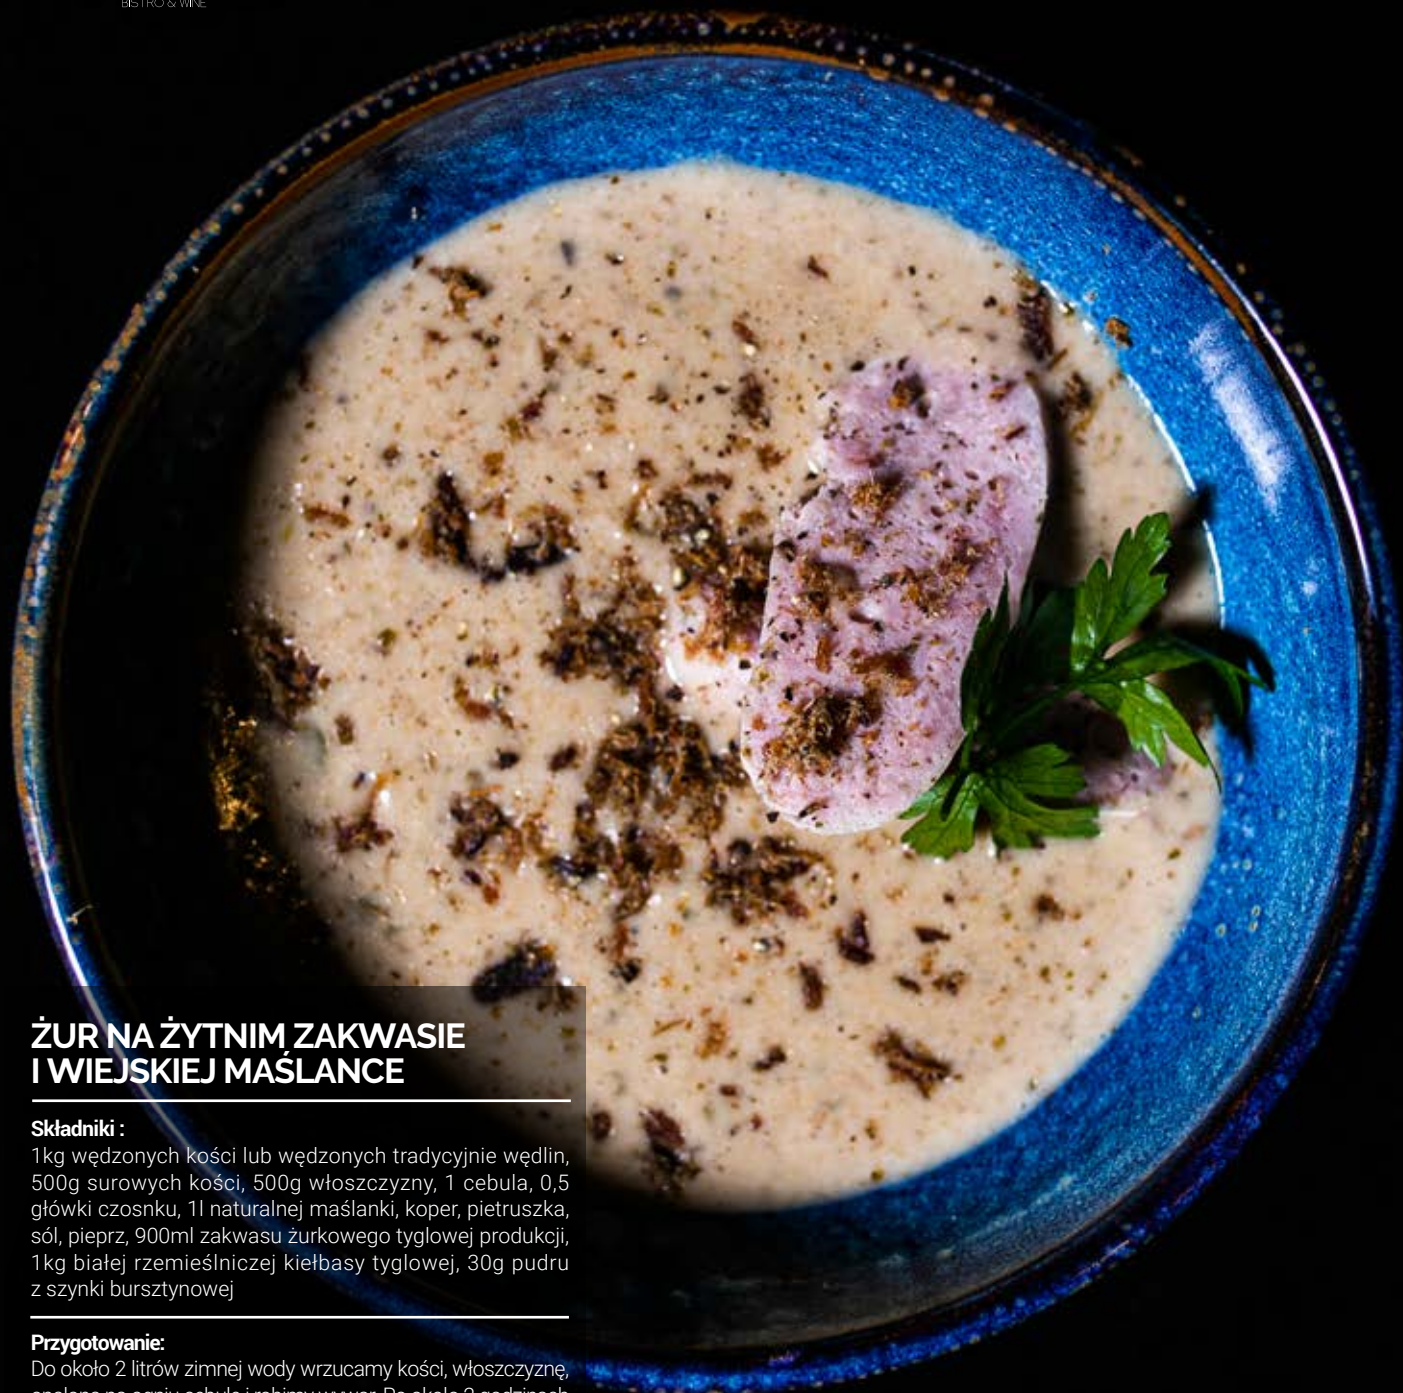 BISTRO & WINE
ŻUR NA ŻYTNIM ZAKWASIE
I WIEJSKIEJ MAŚLANCE
Składniki :
1kg wędzonych kości lub wędzonych tradycyjnie wędlin,
500g surowych kości, 500g włoszczyzny, 1 cebula, 0,5
główki czosnku, 1l naturalnej maślanki, koper, pietruszka,
sól, pieprz, 900ml zakwasu żurkowego tyglowej produkcji,
1kg białej rzemieślniczej kiełbasy tyglowej, 30g pudru
z szynki bursztynowej
Przygotowanie:
Do około 2 litrów zimnej wody wrzucamy kości, włoszczyznę,